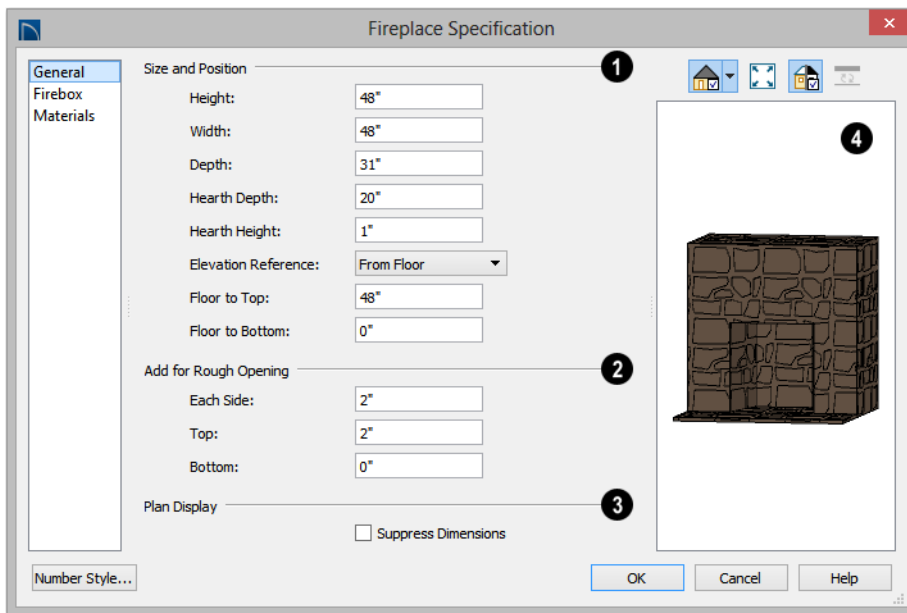 Fireplace Specification
General
Firebox
Materials
Size and Position 1
Height: 48"
Width: 48"
Depth: 31"
Hearth Depth: 20"
Hearth Height: 1"
Elevation Reference: From Floor
Floor to Top: 48"
Floor to Bottom: 0"
Add for Rough Opening 2
Each Side: 2"
Top: 2"
Bottom: 0"
Plan Display 3
Suppress Dimensions
4
Number Style... OK Cancel Help